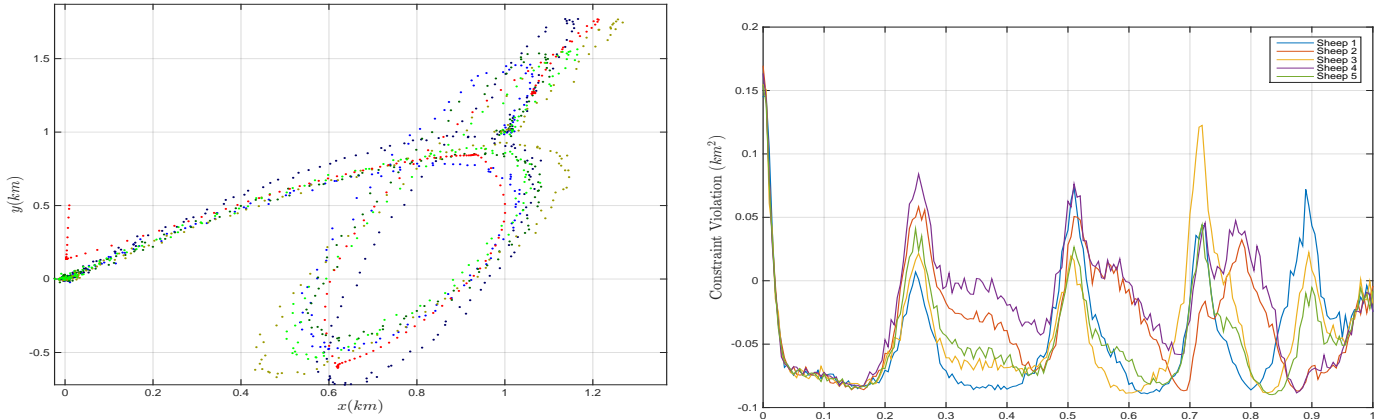 1.5
1
0.5
0
-0.5
y(km)
0 0.2 0.4 0.6 0.8 1 1.2
x(km)
0.2
0.15
0.1
0.05
0
-0.05
-0.1
Constraint Violation (km²)
0 0.1 0.2 0.3 0.4 0.5 0.6 0.7 0.8 0.9 1
Sheep 1
Sheep 2
Sheep 3
Sheep 4
Sheep 5